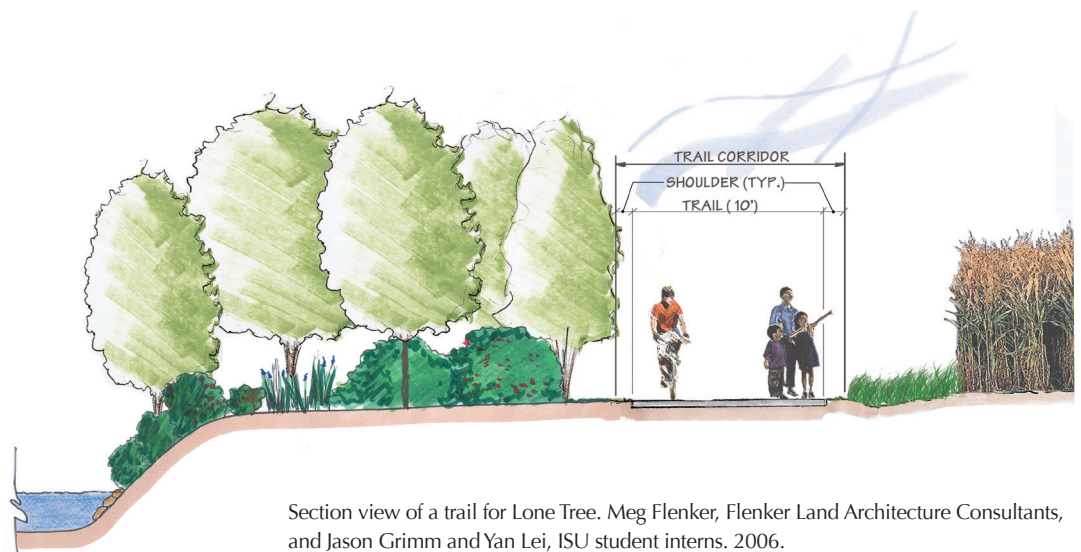 TRAIL CORRIDOR
SHOULDER (TYP.)
TRAIL (10')
Section view of a trail for Lone Tree. Meg Flenker, Flenker Land Architecture Consultants,
and Jason Grimm and Yan Lei, ISU student interns. 2006.